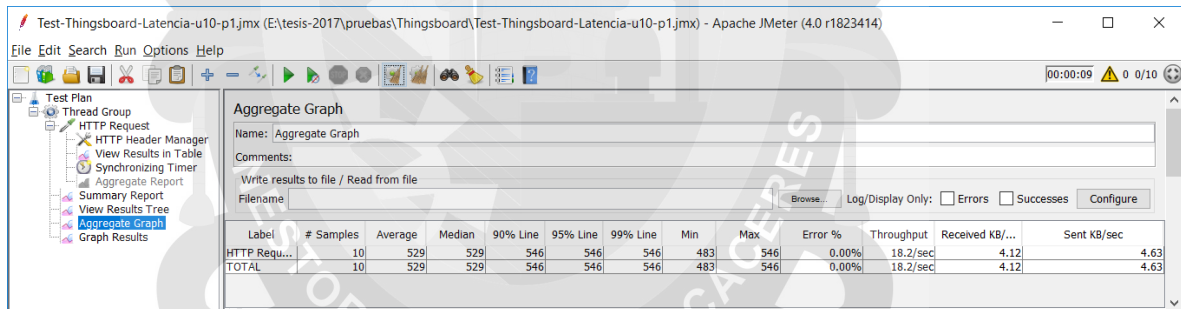 Test-Thingsboard-Latencia-u10-p1.jmx (E:\tesis-2017\pruebas\Thingsboard\Test-Thingsboard-Latencia-u10-p1.jmx) - Apache JMeter (4.0 r1823414)
File Edit Search Run Options Help
00:00:09 0 0/10
Test Plan
Thread Group
HTTP Request
HTTP Header Manager
View Results in Table
Synchronizing Timer
Aggregate Report
Summary Report
View Results Tree
Aggregate Graph
Graph Results
Aggregate Graph
Name: Aggregate Graph
Comments:
Write results to file / Read from file
Filename Browse... Log/Display Only: Errors Successes Configure
Label # Samples Average Median 90% Line 95% Line 99% Line Min Max Error % Throughput Received KB/... Sent KB/sec
HTTP Requ... 10 529 529 546 546 546 483 546 0.00% 18.2/sec 4.12 4.63
TOTAL 10 529 529 546 546 546 483 546 0.00% 18.2/sec 4.12 4.63
NESTOR CACERES